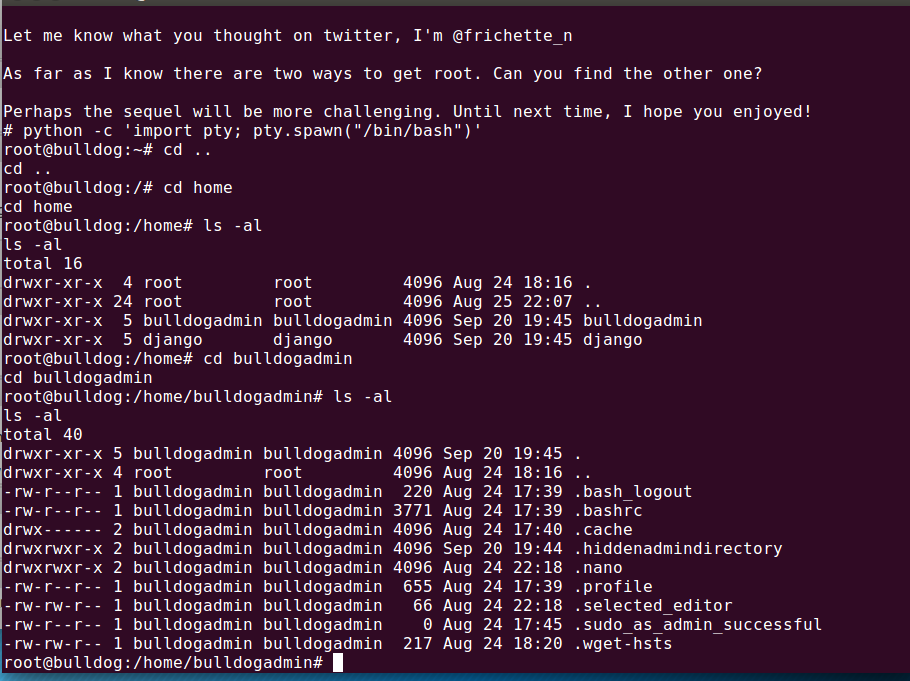 Let me know what you thought on twitter, I'm @frichette_n
As far as I know there are two ways to get root. Can you find the other one?
Perhaps the sequel will be more challenging. Until next time, I hope you enjoyed!
# python -c 'import pty; pty.spawn("/bin/bash")'
root@bulldog:~# cd ..
cd ..
root@bulldog:/# cd home
cd home
root@bulldog:/home# ls -al
ls -al
total 16
drwxr-xr-x  4 root         root         4096 Aug 24 18:16 .
drwxr-xr-x 24 root         root         4096 Aug 25 22:07 ..
drwxr-xr-x  5 bulldogadmin bulldogadmin 4096 Sep 20 19:45 bulldogadmin
drwxr-xr-x  5 django       django       4096 Sep 20 19:45 django
root@bulldog:/home# cd bulldogadmin
cd bulldogadmin
root@bulldog:/home/bulldogadmin# ls -al
ls -al
total 40
drwxr-xr-x 5 bulldogadmin bulldogadmin 4096 Sep 20 19:45 .
drwxr-xr-x 4 root         root         4096 Aug 24 18:16 ..
-rw-r--r-- 1 bulldogadmin bulldogadmin  220 Aug 24 17:39 .bash_logout
-rw-r--r-- 1 bulldogadmin bulldogadmin 3771 Aug 24 17:39 .bashrc
drwx------ 2 bulldogadmin bulldogadmin 4096 Aug 24 17:40 .cache
drwxrwxr-x 2 bulldogadmin bulldogadmin 4096 Sep 20 19:44 .hiddenadmindirectory
drwxrwxr-x 2 bulldogadmin bulldogadmin 4096 Aug 24 22:18 .nano
-rw-r--r-- 1 bulldogadmin bulldogadmin  655 Aug 24 17:39 .profile
-rw-rw-r-- 1 bulldogadmin bulldogadmin   66 Aug 24 22:18 .selected_editor
-rw-r--r-- 1 bulldogadmin bulldogadmin    0 Aug 24 17:45 .sudo_as_admin_successful
-rw-rw-r-- 1 bulldogadmin bulldogadmin  217 Aug 24 18:20 .wget-hsts
root@bulldog:/home/bulldogadmin#